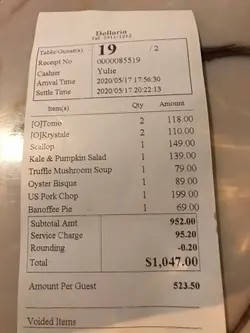 Dellaria
Tel: 2911-1212
Table(Guest(s) 19 / 2
Receipt No 0000085519
Cashier Yulie
Arrival Time 2020/05/17 17:56:30
Settle Time 2020/05/17 20:22:13
Item(s) Qty Amount
[O]Tomo 2 118.00
[O]Krystale 2 110.00
Scallop 1 149.00
Kale & Pumpkin Salad 1 139.00
Truffle Mushroom Soup 1 79.00
Oyster Bisque 1 89.00
US Pork Chop 1 199.00
Banoffee Pie 1 69.00
Subtotal Amt 952.00
Service Charge 95.20
Rounding -0.20
Total $1,047.00
Amount Per Guest 523.50
Voided Items